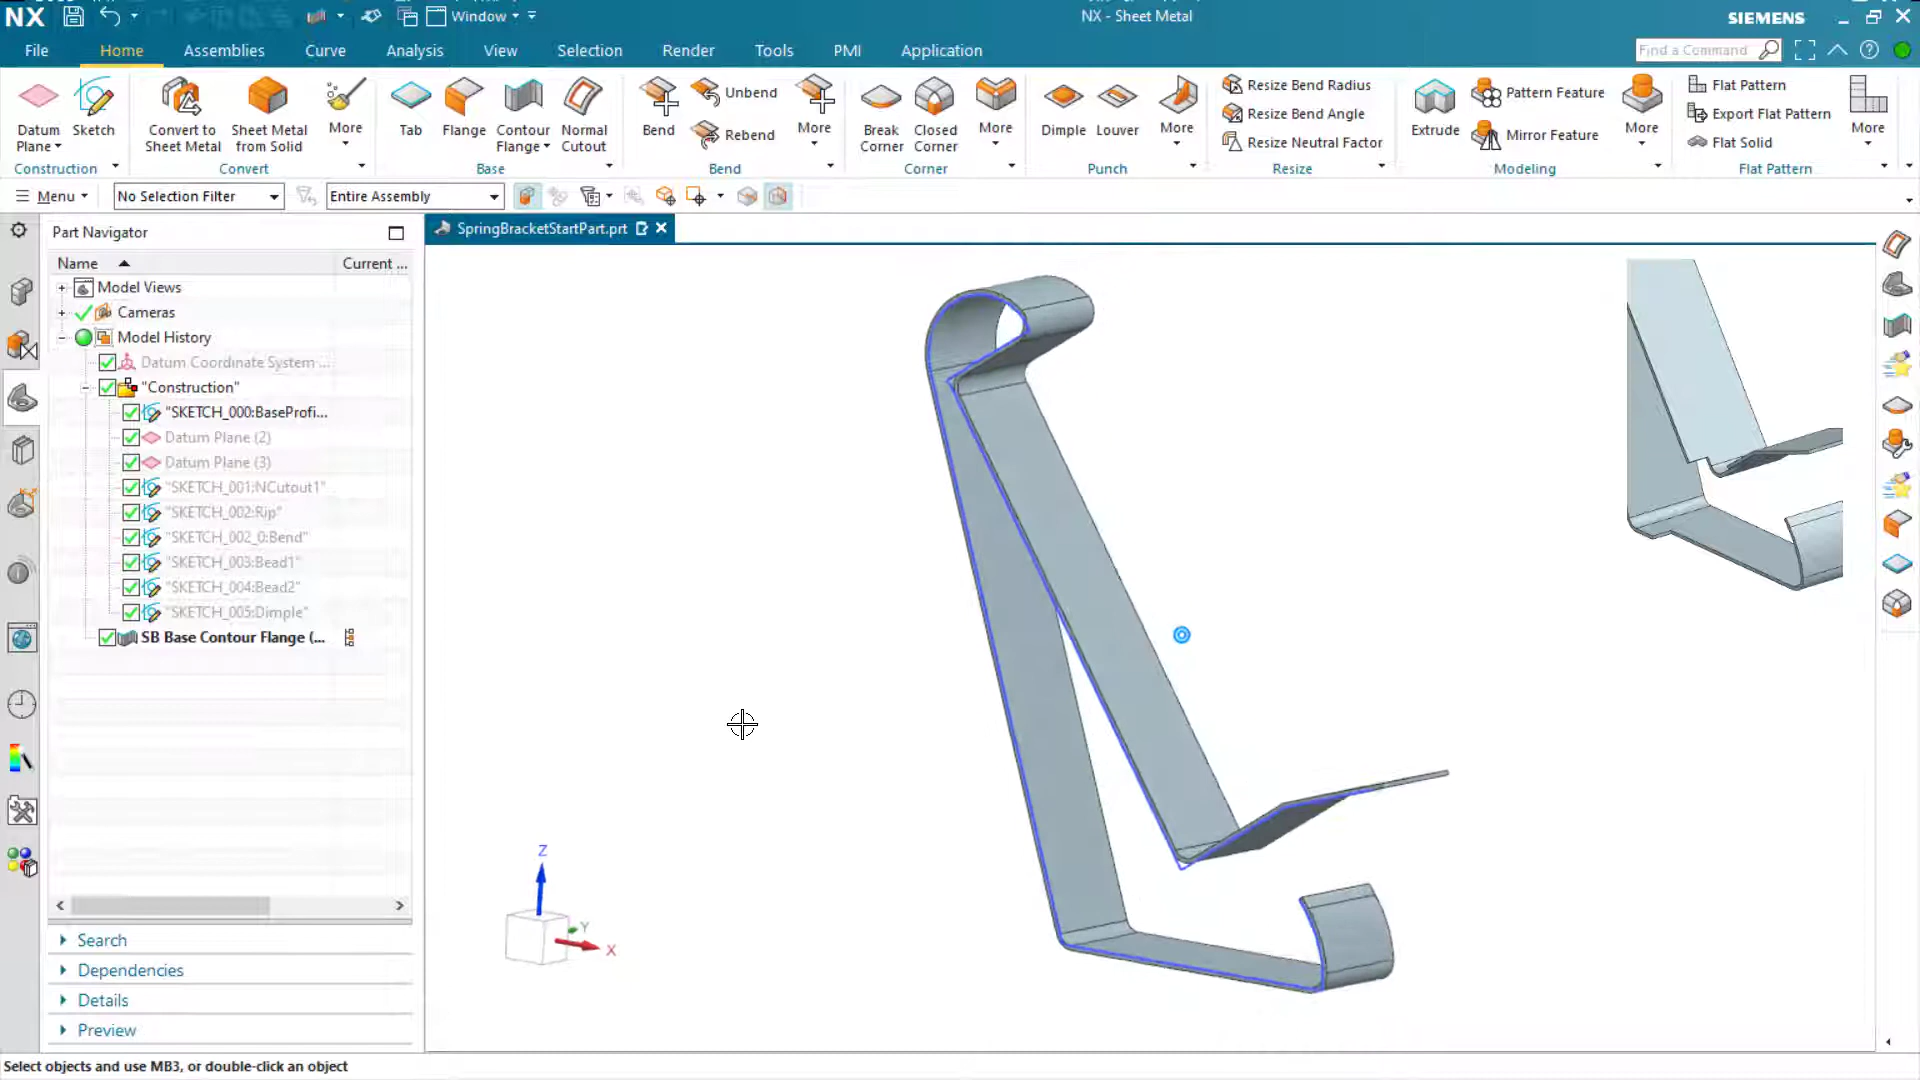 NX
Window
NX - Sheet Metal
SIEMENS
File
Home
Assemblies
Curve
Analysis
View
Selection
Render
Tools
PMI
Application
Find a Command
Datum Plane
Sketch
Construction
Convert to Sheet Metal
Sheet Metal from Solid
More
Convert
Tab
Flange
Contour Flange
Normal Cutout
Base
Bend
Unbend
Rebend
More
Bend
Break Corner
Closed Corner
More
Corner
Dimple
Louver
More
Punch
Resize Bend Radius
Resize Bend Angle
Resize Neutral Factor
Resize
Extrude
Pattern Feature
Mirror Feature
More
Modeling
Flat Pattern
Export Flat Pattern
Flat Solid
More
Flat Pattern
Menu
No Selection Filter
Entire Assembly
Part Navigator
SpringBracketStartPart.prt
Name
Current ...
Model Views
Cameras
Model History
Datum Coordinate System ...
"Construction"
"SKETCH_000:BaseProfi...
Datum Plane (2)
Datum Plane (3)
"SKETCH_001:NCutout1"
"SKETCH_002:Rip"
"SKETCH_002_0:Bend"
"SKETCH_003:Bead1"
"SKETCH_004:Bead2"
"SKETCH_005:Dimple"
SB Base Contour Flange (...
Search
Dependencies
Details
Preview
Z
Y
X
Select objects and use MB3, or double-click an object